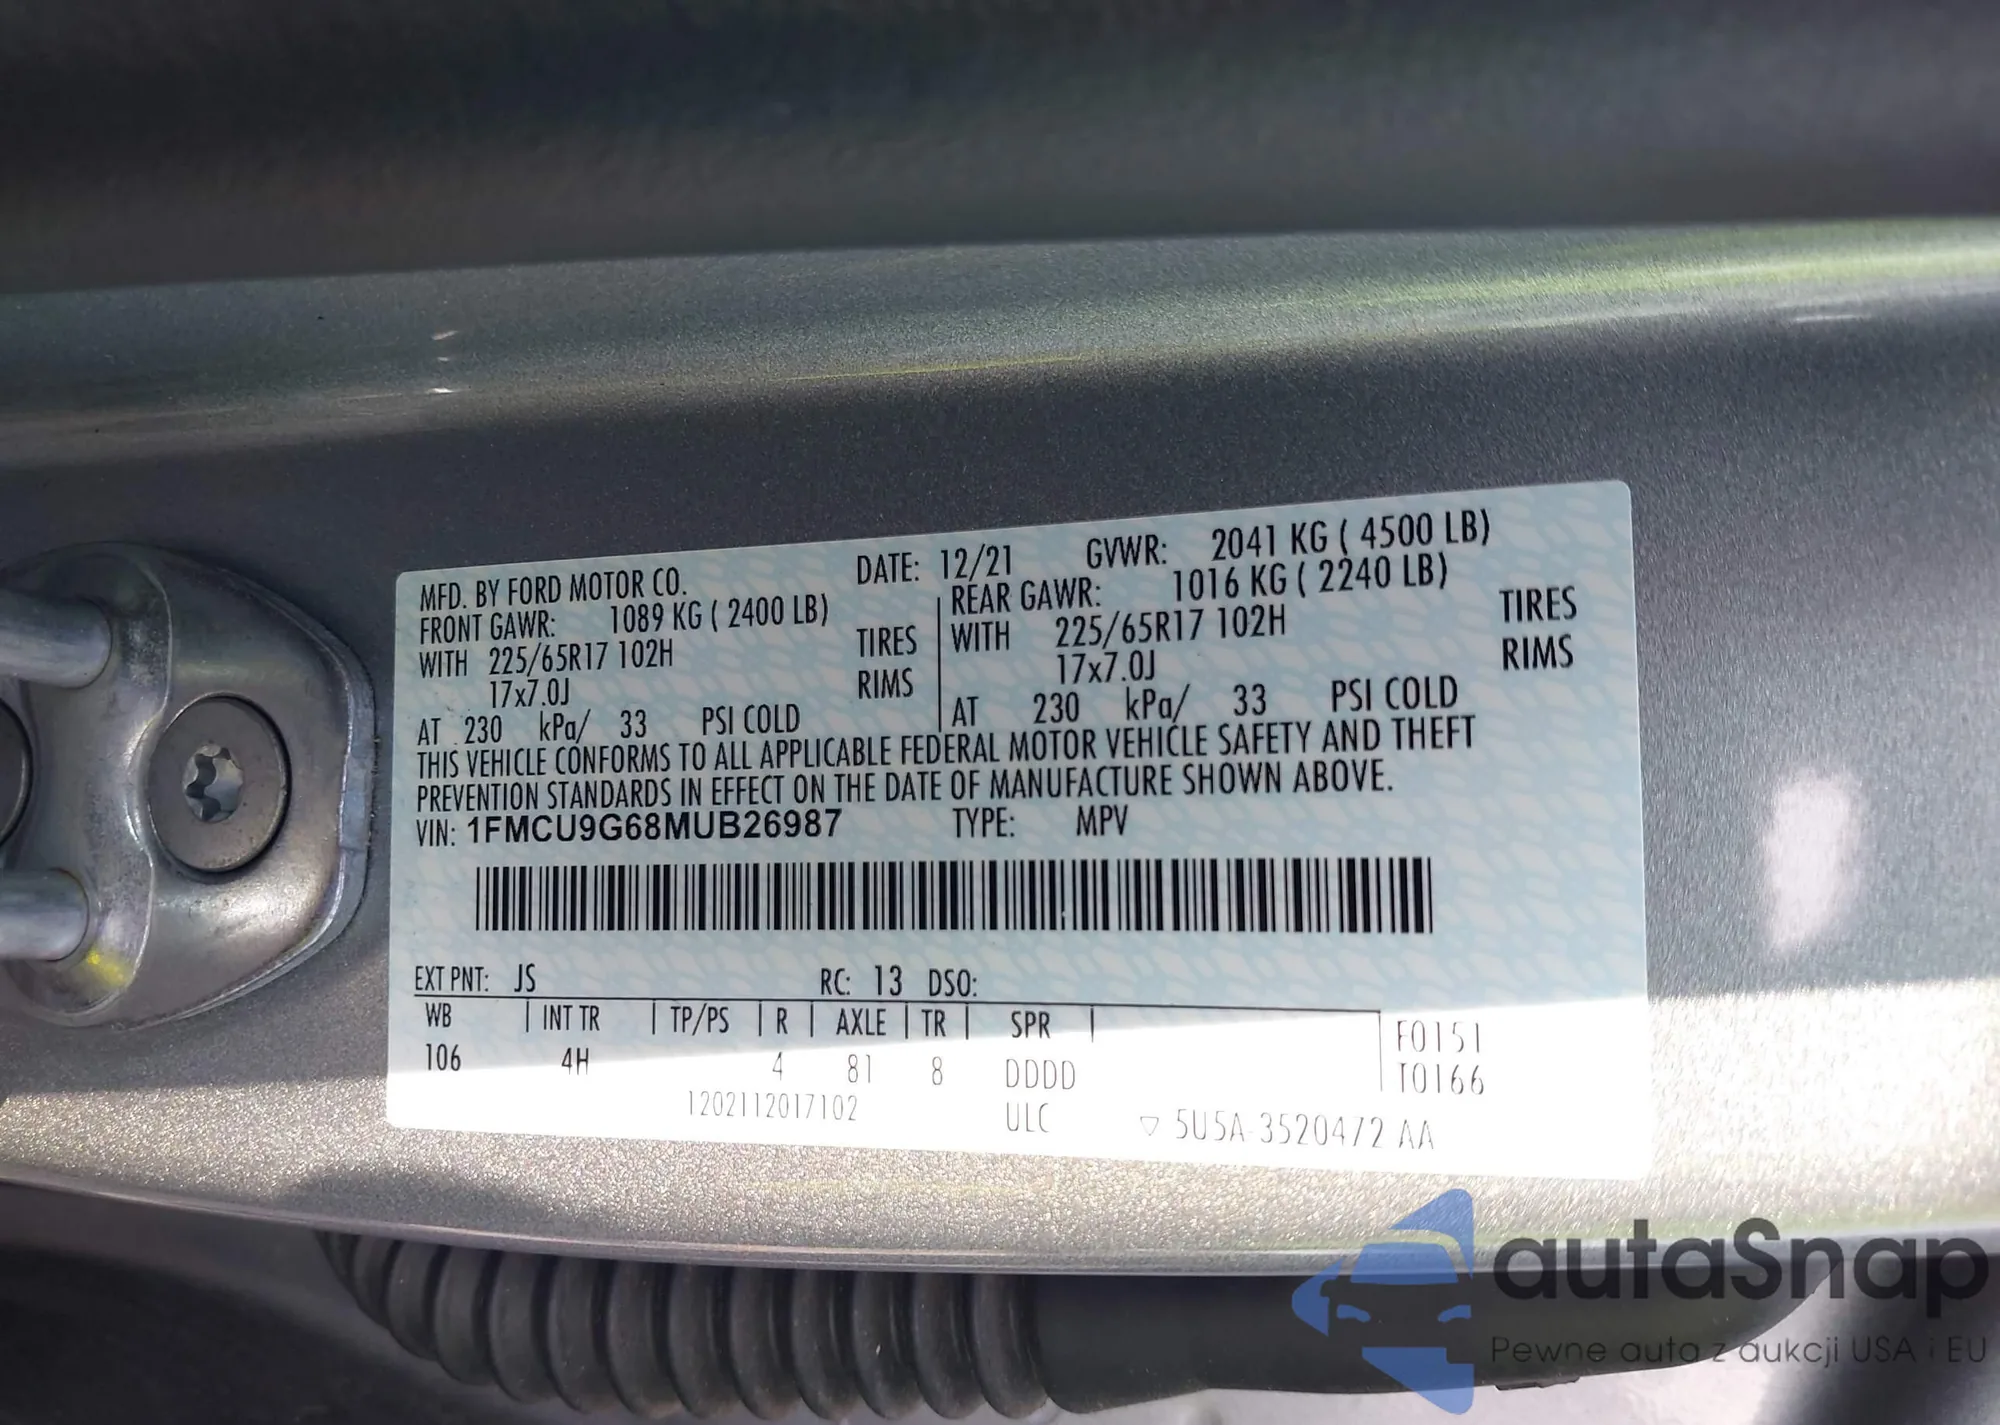 MFD. BY FORD MOTOR CO. DATE: 12/21 GVWR: 2041 KG ( 4500 LB)
FRONT GAWR: 1089 KG ( 2400 LB) REAR GAWR: 1016 KG ( 2240 LB)
WITH 225/65R17 102H TIRES WITH 225/65R17 102H TIRES
17x7.0J RIMS 17x7.0J RIMS
AT 230 kPa/ 33 PSI COLD AT 230 kPa/ 33 PSI COLD
THIS VEHICLE CONFORMS TO ALL APPLICABLE FEDERAL MOTOR VEHICLE SAFETY AND THEFT
PREVENTION STANDARDS IN EFFECT ON THE DATE OF MANUFACTURE SHOWN ABOVE.
VIN: 1FMCU9G68MUB26987 TYPE: MPV
EXT PNT: JS RC: 13 DSO:
WB INT TR TP/PS R AXLE TR SPR F0151
106 4H 4 81 8 DDDD T0166
1202112017102 ULC 5U5A-3520472 AA
autaSnap
Pewne auta z aukcji USA i EU